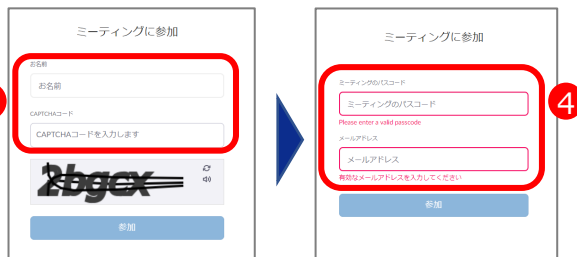 ミーティングに参加
お名前
お名前
CAPTCHAコード
CAPTCHAコードを入力します
2bgcx
参加
ミーティングに参加
ミーティングのパスコード
ミーティングのパスコード
Please enter a valid passcode
メールアドレス
メールアドレス
有効なメールアドレスを入力してください
参加
4